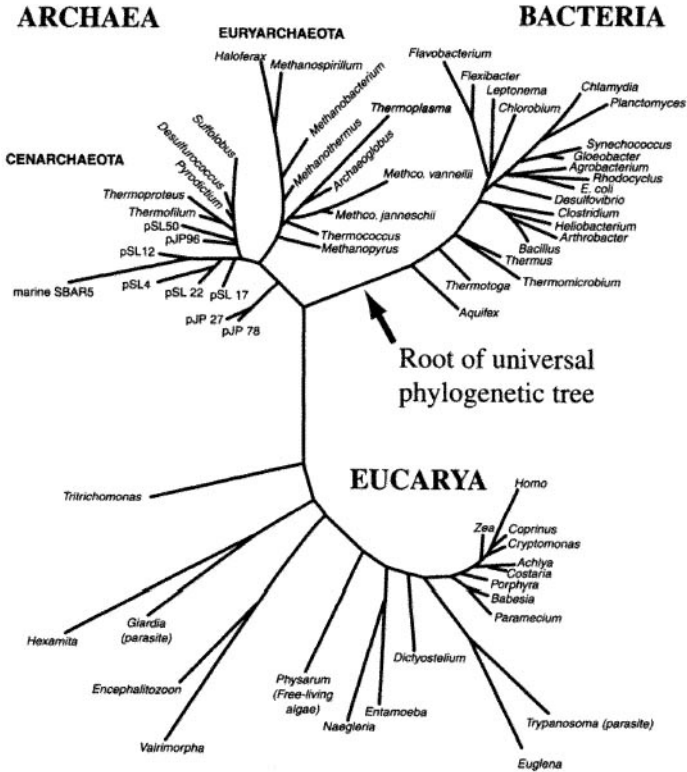 ARCHAEA
BACTERIA
EURYARCHAEOTA
Haloferax
Methanospirillum
Methanobacterium
Methanothermus
Thermoplasma
Archaeoglobus
Methco. vannellii
Methco. janneschii
Thermococcus
Methanopyrus
CENARCHAEOTA
Sulfolobus
Desulfurococcus
Pyrodictium
Thermoproteus
Thermofilum
pSL50
pJP96
pSL12
marine SBAR5
pSL4
pSL 22
pSL 17
pJP 27
pJP 78
Flavobacterium
Flexibacter
Leptonema
Chlorobium
Chlamydia
Planctomyces
Synechococcus
Gloeobacter
Agrobacterium
Rhodocyclus
E. coli
Desulfovibrio
Clostridium
Heliobacterium
Arthrobacter
Bacillus
Thermus
Thermomicrobium
Thermotoga
Aquifex
Root of universal
phylogenetic tree
EUCARYA
Homo
Zea
Coprinus
Cryptomonas
Achlya
Costaria
Porphyra
Babesia
Paramecium
Tritrichomonas
Hexamita
Giardia
(parasite)
Encephalitozoon
Vairimorpha
Physarum
(Free-living
algae)
Naegleria
Entamoeba
Dictyostelium
Trypanosoma (parasite)
Euglena